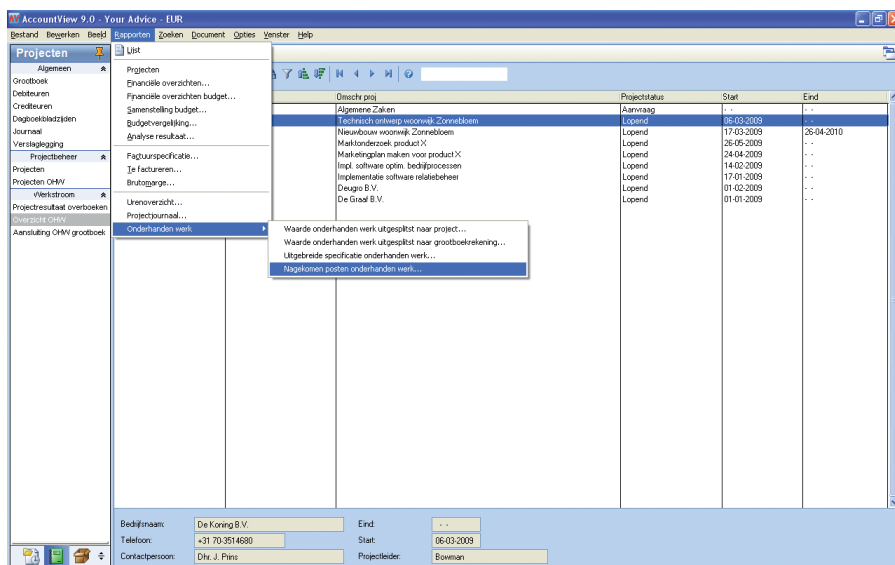 AccountView 9.0 - Your Advice - EUR
Bestand Bewerken Beeld Rapporten Zoeken Document Opties Venster Help
Projecten
Algemeen
Grootboek
Debiteuren
Crediteuren
Dagboekbladzijden
Journaal
Verslaglegging
Projectbeheer
Projecten
Projecten OHW
Werkstroom
Projectresultaat overboeken
Overzicht OHW
Aansluiting OHW grootboek
Lijst
Projecten
Financiële overzichten...
Financiële overzichten budget...
Samenstelling budget...
Budgetvergelijking...
Analyse resultaat...
Factuurspecificatie...
Te factureren...
Brutomarge...
Urenoverzicht...
Projectjournaal...
Onderhanden werk
Waarde onderhanden werk uitgesplitst naar project...
Waarde onderhanden werk uitgesplitst naar grootboekrekening...
Uitgebreide specificatie onderhanden werk...
Nagekomen posten onderhanden werk...
Omschr proj Projectstatus Start Eind
Algemene Zaken Aanvraag - - - -
Technisch ontwerp woonwijk Zonnebloem Lopend 06-03-2009 - -
Nieuwbouw woonwijk Zonnebloem Lopend 17-03-2009 26-04-2010
Marktonderzoek product X Lopend 26-05-2009 - -
Marketingplan maken voor product X Lopend 24-04-2009 - -
Impl. software optim. bedrijfprocessen Lopend 14-02-2009 - -
Implementatie software relatiebeheer Lopend 17-01-2009 - -
Deugro B.V. Lopend 01-02-2009 - -
De Graaf B.V. Lopend 01-01-2009 - -
Bedrijfsnaam: De Koning B.V. Eind: - -
Telefoon: +31 70-3514680 Start: 06-03-2009
Contactpersoon: Dhr. J. Prins Projectleider: Bowman